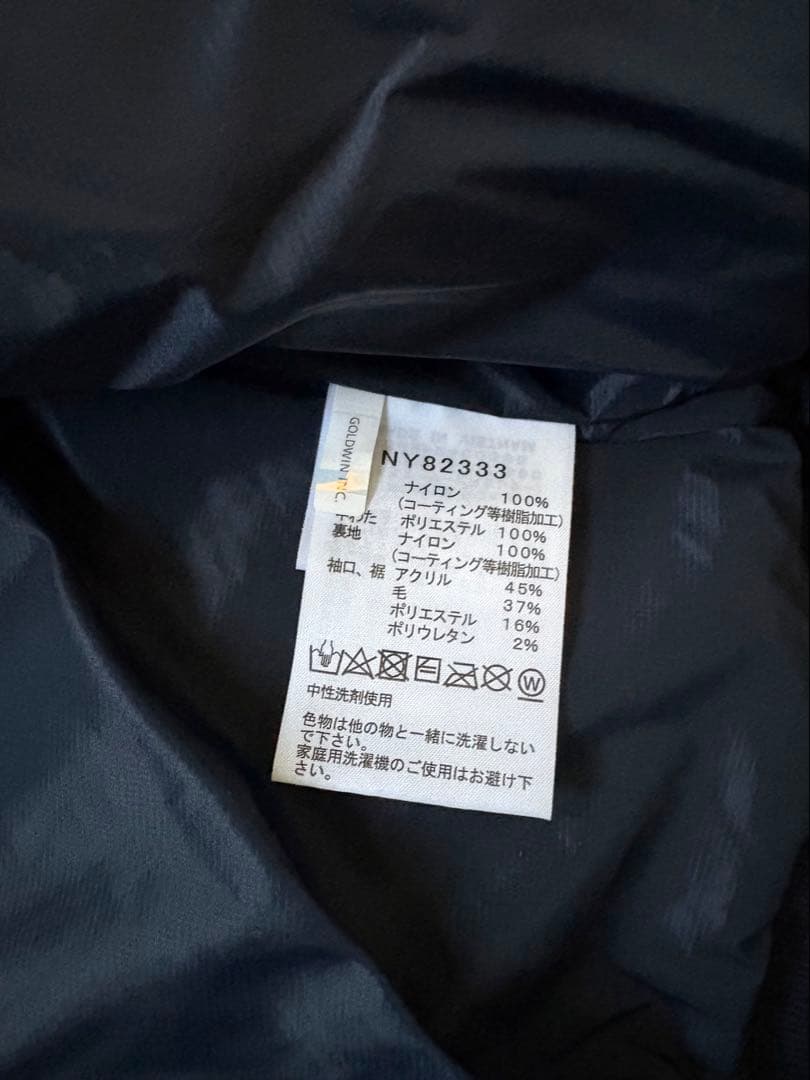 GOLDWIN INC.
NY82333
ナイロン 100%
(コーティング等樹脂加工)
中わた ポリエステル 100%
裏地 ナイロン 100%
(コーティング等樹脂加工)
袖口、裾 アクリル 45%
毛 37%
ポリエステル 16%
ポリウレタン 2%
W
中性洗剤使用
色物は他の物と一緒に洗濯しない
で下さい。
家庭用洗濯機のご使用はお避け下
さい。